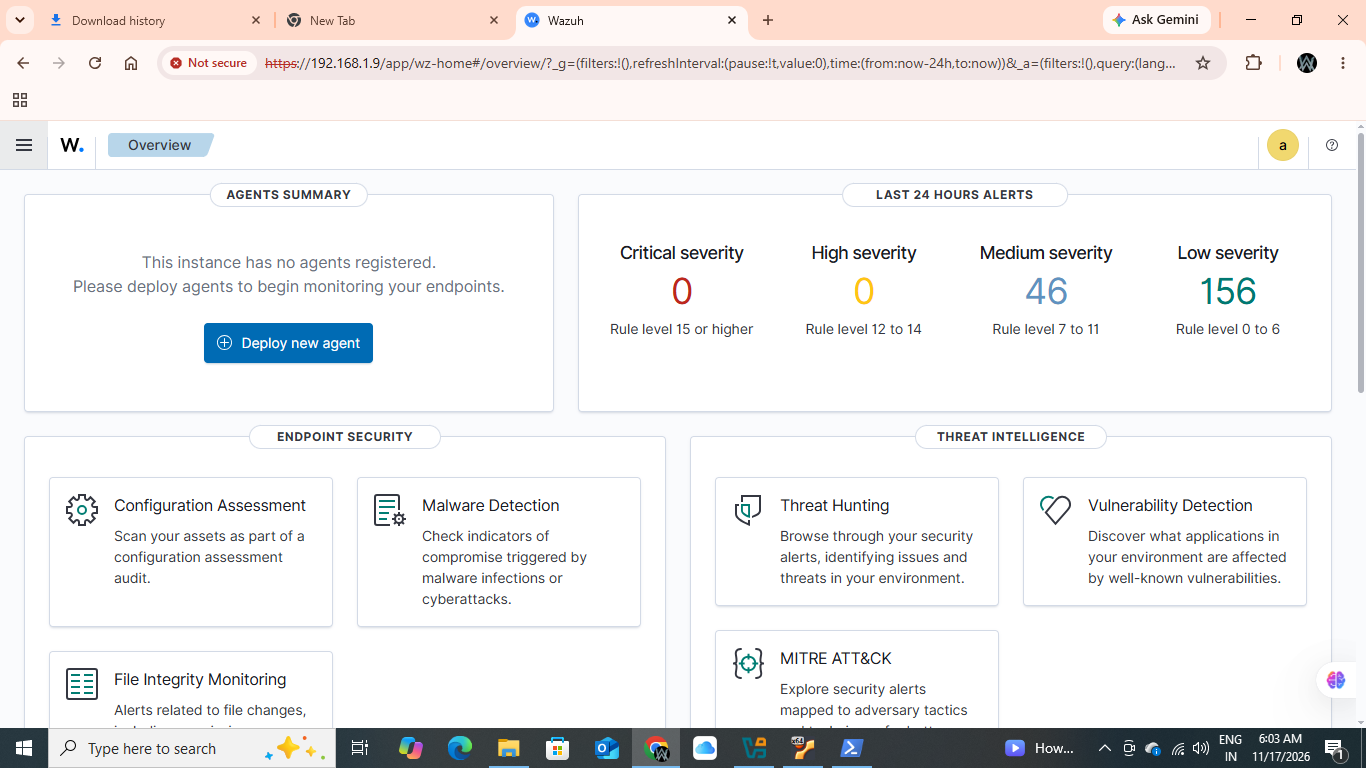 Download history
New Tab
Wazuh
Ask Gemini
Not secure
https://192.168.1.9/app/wz-home#/overview/?_g=(filters:!(),refreshInterval:(pause:!t,value:0),time:(from:now-24h,to:now))&_a=(filters:!(),query:(lang...
W.
Overview
a
AGENTS SUMMARY
This instance has no agents registered.
Please deploy agents to begin monitoring your endpoints.
Deploy new agent
LAST 24 HOURS ALERTS
Critical severity
0
Rule level 15 or higher
High severity
0
Rule level 12 to 14
Medium severity
46
Rule level 7 to 11
Low severity
156
Rule level 0 to 6
ENDPOINT SECURITY
Configuration Assessment
Scan your assets as part of a
configuration assessment
audit.
Malware Detection
Check indicators of
compromise triggered by
malware infections or
cyberattacks.
File Integrity Monitoring
Alerts related to file changes,
THREAT INTELLIGENCE
Threat Hunting
Browse through your security
alerts, identifying issues and
threats in your environment.
Vulnerability Detection
Discover what applications in
your environment are affected
by well-known vulnerabilities.
MITRE ATT&CK
Explore security alerts
mapped to adversary tactics
Type here to search
How...
ENG
IN
6:03 AM
11/17/2026
1